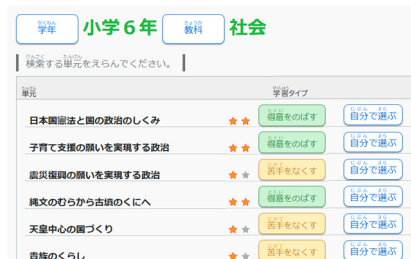 学年 小学6年 教科 社会
検索する単元をえらんでください。
単元 学習タイプ
日本国憲法と国の政治のしくみ 得意をのばす 自分で選ぶ
子育て支援の願いを実現する政治 得意をのばす 自分で選ぶ
震災復興の願いを実現する政治 苦手をなくす 自分で選ぶ
縄文のむらから古墳のくにへ 得意をのばす 自分で選ぶ
天皇中心の国づくり 苦手をなくす 自分で選ぶ
貴族のくらし 苦手をなくす 自分で選ぶ